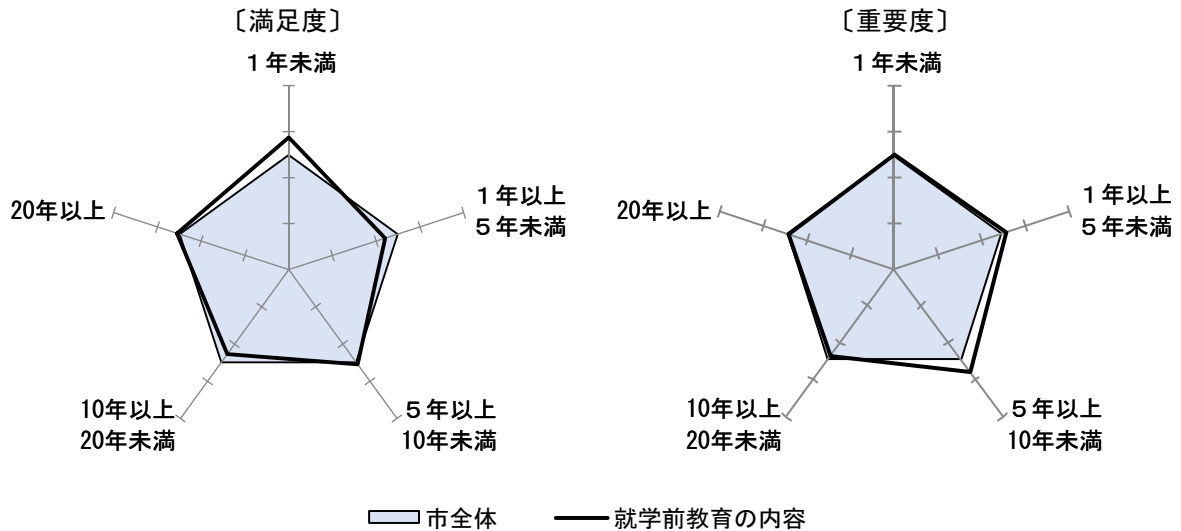 〔満足度〕
１年未満
１年以上
５年未満
５年以上
10年未満
10年以上
20年未満
20年以上
〔重要度〕
１年未満
１年以上
５年未満
５年以上
10年未満
10年以上
20年未満
20年以上
市全体
就学前教育の内容